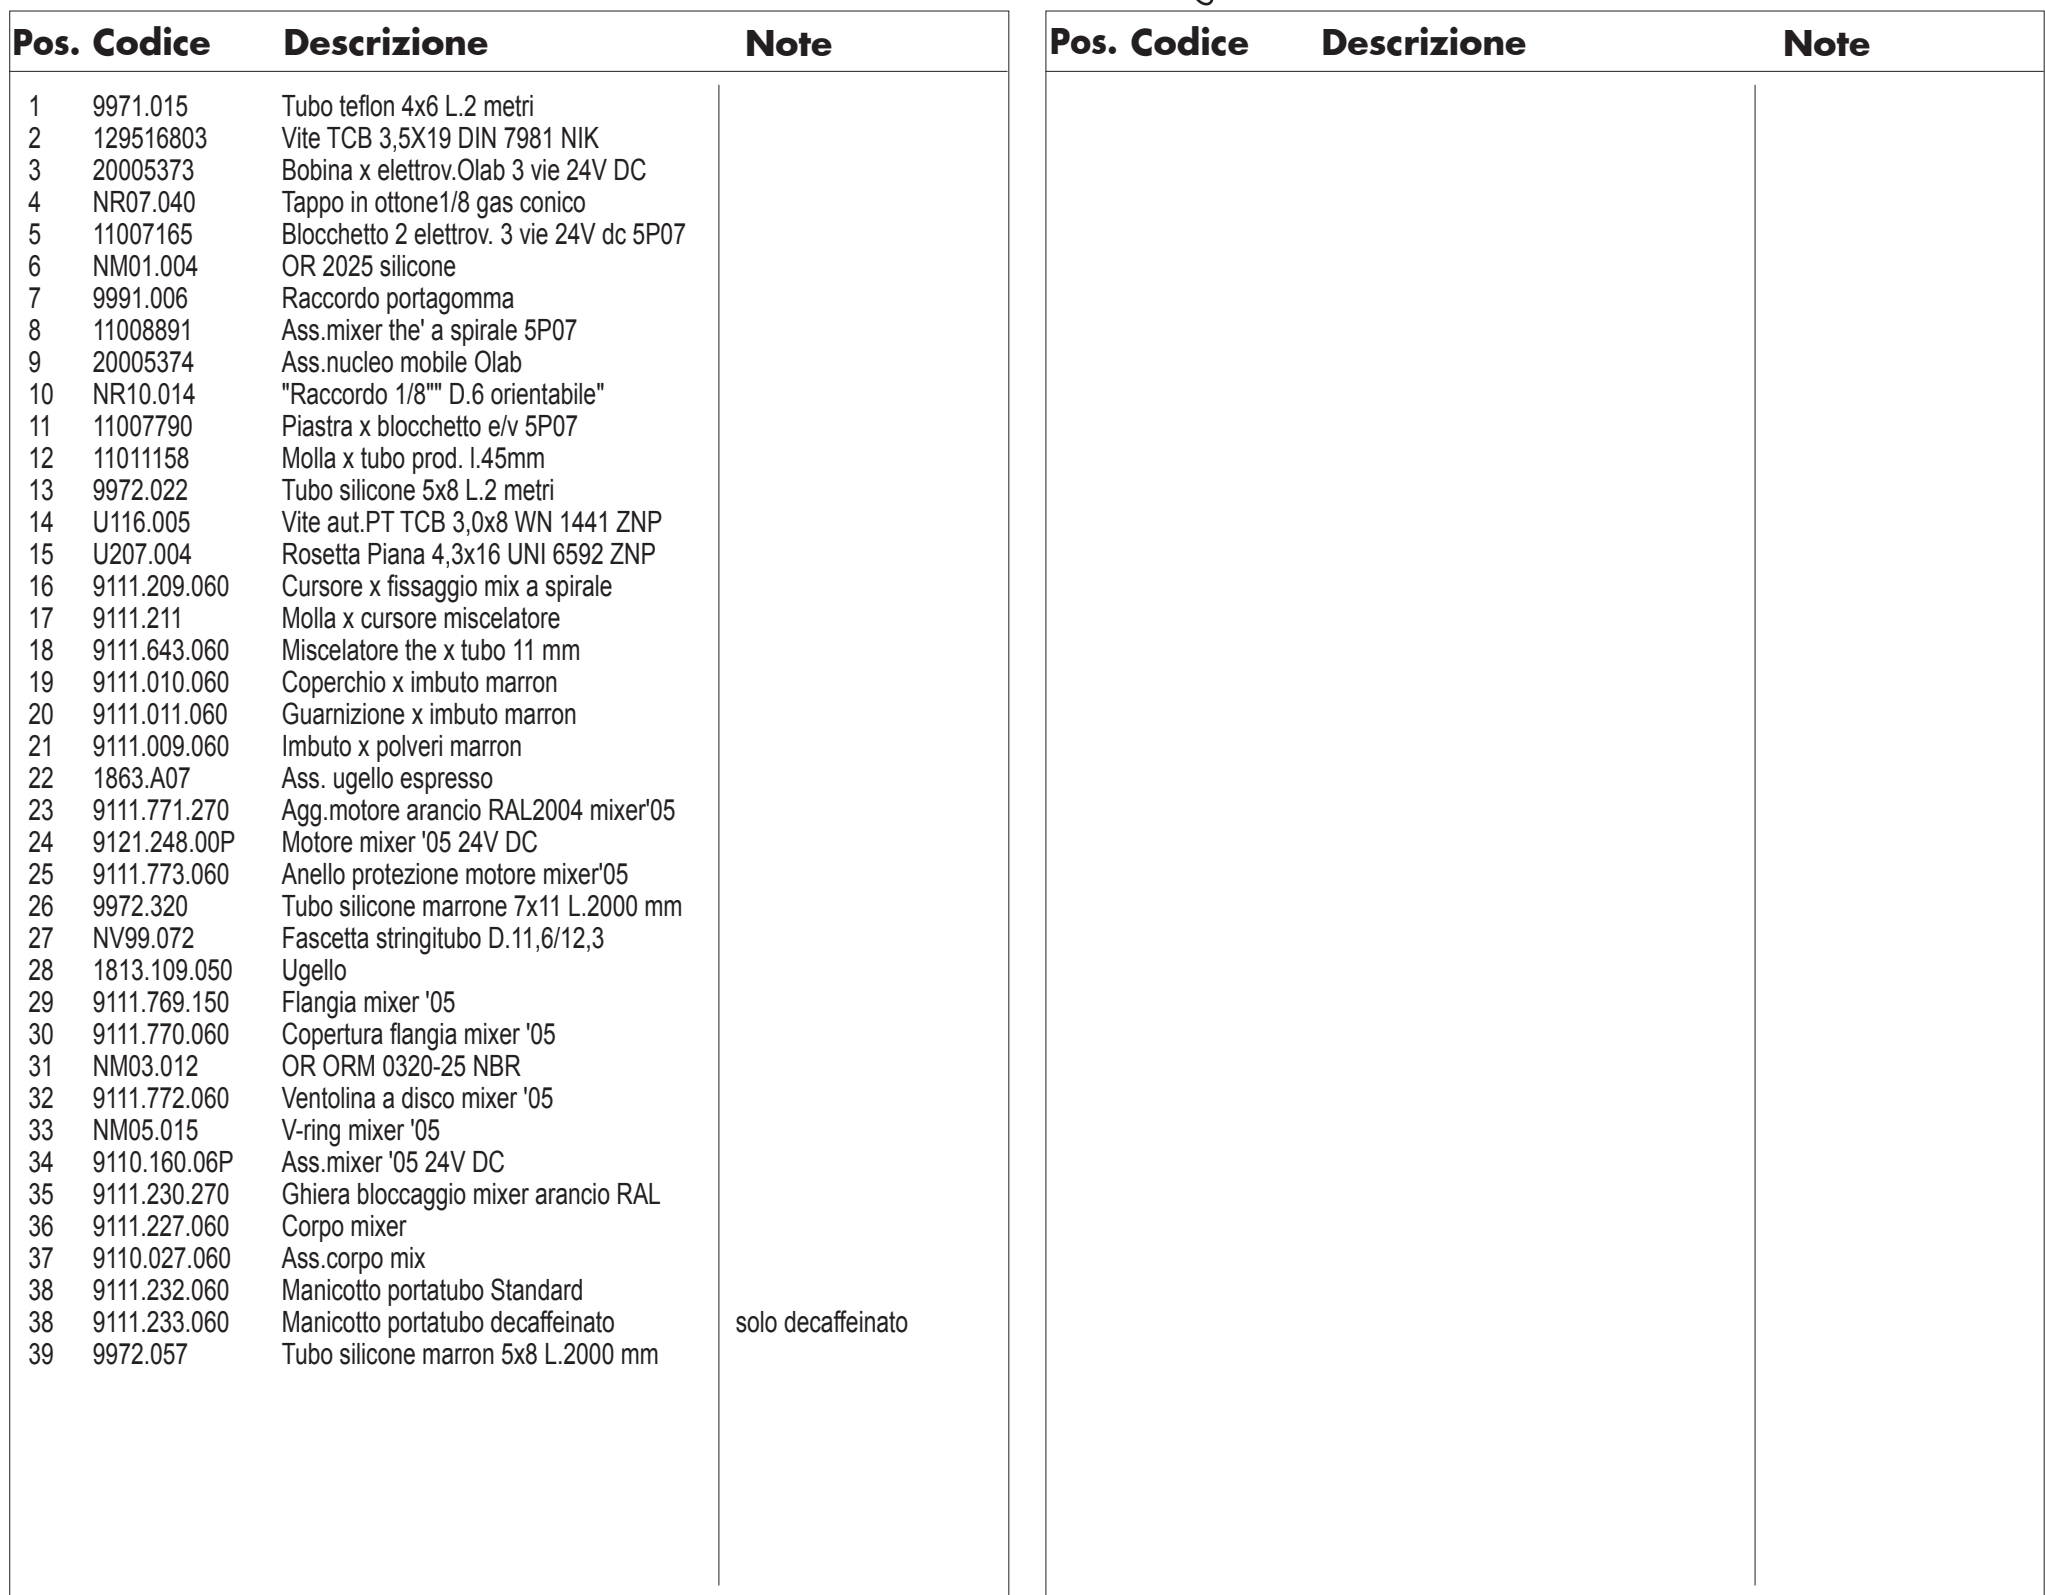 Pos. Codice Descrizione Note
1 9971.015 Tubo teflon 4x6 L.2 metri
2 129516803 Vite TCB 3,5X19 DIN 7981 NIK
3 20005373 Bobina x elettrov.Olab 3 vie 24V DC
4 NR07.040 Tappo in ottone1/8 gas conico
5 11007165 Blocchetto 2 elettrov. 3 vie 24V dc 5P07
6 NM01.004 OR 2025 silicone
7 9991.006 Raccordo portagomma
8 11008891 Ass.mixer the' a spirale 5P07
9 20005374 Ass.nucleo mobile Olab
10 NR10.014 "Raccordo 1/8"" D.6 orientabile"
11 11007790 Piastra x blocchetto e/v 5P07
12 11011158 Molla x tubo prod. l.45mm
13 9972.022 Tubo silicone 5x8 L.2 metri
14 U116.005 Vite aut.PT TCB 3,0x8 WN 1441 ZNP
15 U207.004 Rosetta Piana 4,3x16 UNI 6592 ZNP
16 9111.209.060 Cursore x fissaggio mix a spirale
17 9111.211 Molla x cursore miscelatore
18 9111.643.060 Miscelatore the x tubo 11 mm
19 9111.010.060 Coperchio x imbuto marron
20 9111.011.060 Guarnizione x imbuto marron
21 9111.009.060 Imbuto x polveri marron
22 1863.A07 Ass. ugello espresso
23 9111.771.270 Agg.motore arancio RAL2004 mixer'05
24 9121.248.00P Motore mixer '05 24V DC
25 9111.773.060 Anello protezione motore mixer'05
26 9972.320 Tubo silicone marrone 7x11 L.2000 mm
27 NV99.072 Fascetta stringitubo D.11,6/12,3
28 1813.109.050 Ugello
29 9111.769.150 Flangia mixer '05
30 9111.770.060 Copertura flangia mixer '05
31 NM03.012 OR ORM 0320-25 NBR
32 9111.772.060 Ventolina a disco mixer '05
33 NM05.015 V-ring mixer '05
34 9110.160.06P Ass.mixer '05 24V DC
35 9111.230.270 Ghiera bloccaggio mixer arancio RAL
36 9111.227.060 Corpo mixer
37 9110.027.060 Ass.corpo mix
38 9111.232.060 Manicotto portatubo Standard
38 9111.233.060 Manicotto portatubo decaffeinato solo decaffeinato
39 9972.057 Tubo silicone marron 5x8 L.2000 mm
Pos. Codice Descrizione Note